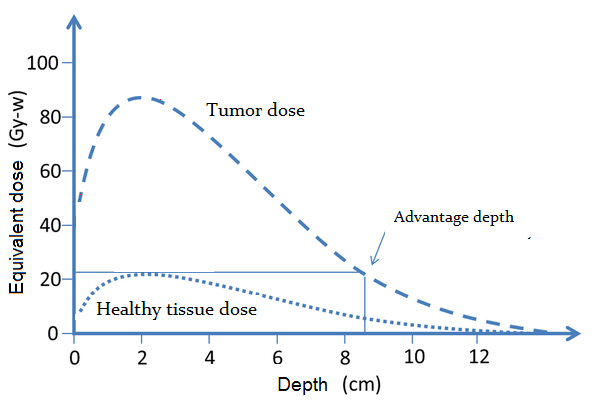 Equivalent dose (Gy-w)
100
80
60
40
20
0
Tumor dose
Advantage depth
Healthy tissue dose
0 2 4 6 8 10 12
Depth (cm)